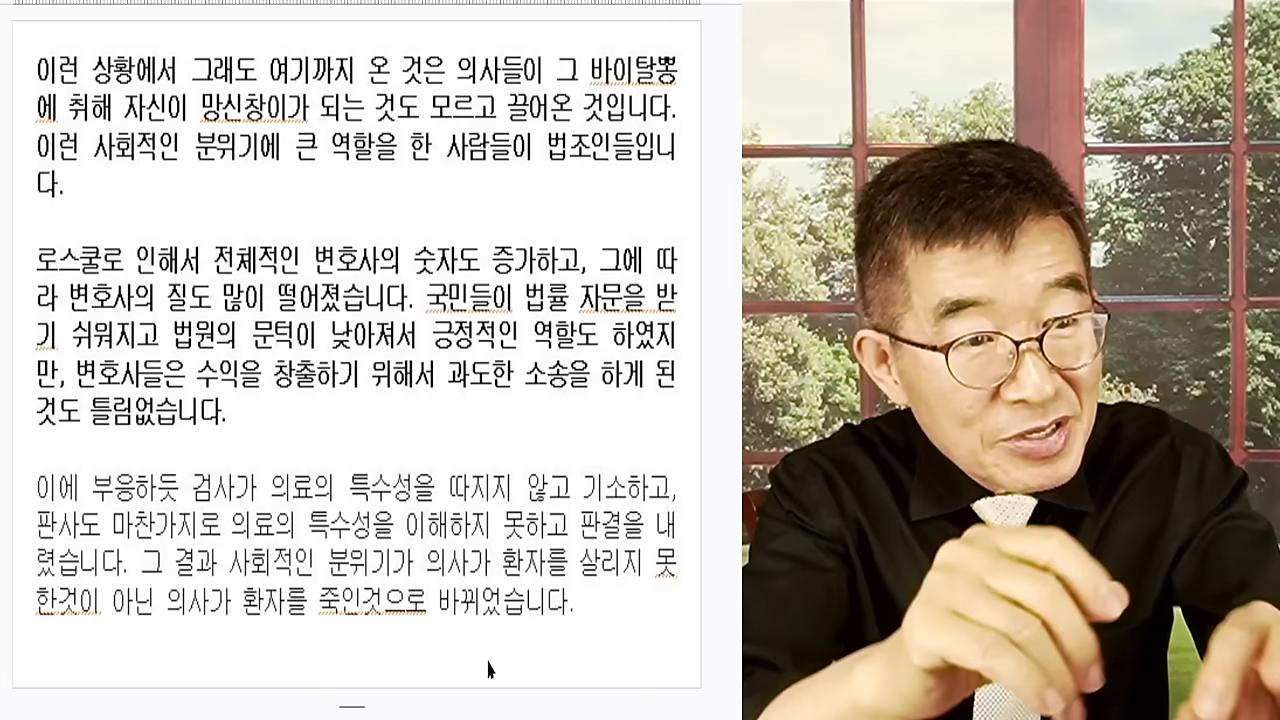 이런 상황에서 그래도 여기까지 온 것은 의사들이 그 바이탈뽕
에 취해 자신이 망신창이가 되는 것도 모르고 끌어온 것입니다.
이런 사회적인 분위기에 큰 역할을 한 사람들이 법조인들입니
다.
로스쿨로 인해서 전체적인 변호사의 숫자도 증가하고, 그에 따
라 변호사의 질도 많이 떨어졌습니다. 국민들이 법률 자문을 받
기 쉬워지고 법원의 문턱이 낮아져서 긍정적인 역할도 하였지
만, 변호사들은 수익을 창출하기 위해서 과도한 소송을 하게 된
것도 틀림없습니다.
이에 부응하듯 검사가 의료의 특수성을 따지지 않고 기소하고,
판사도 마찬가지로 의료의 특수성을 이해하지 못하고 판결을 내
렸습니다. 그 결과 사회적인 분위기가 의사가 환자를 살리지 못
한것이 아닌 의사가 환자를 죽인것으로 바뀌었습니다.